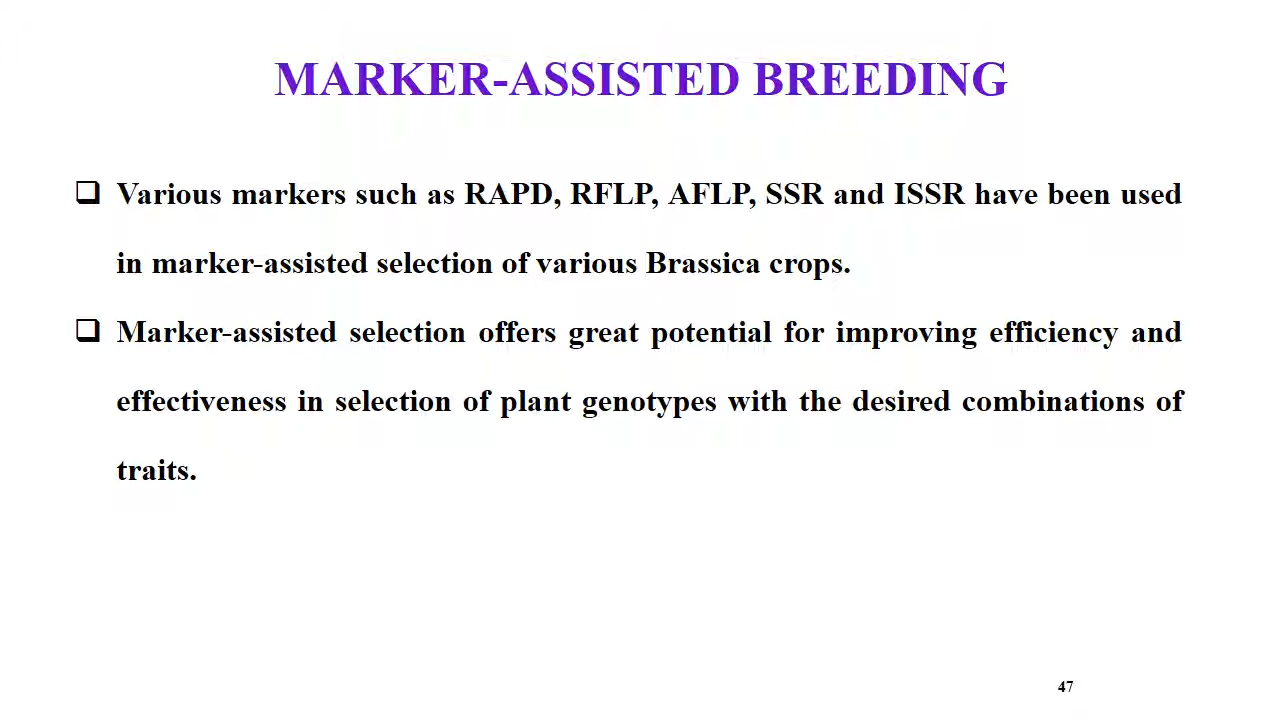 MARKER-ASSISTED BREEDING
❑ Various markers such as RAPD, RFLP, AFLP, SSR and ISSR have been used
in marker-assisted selection of various Brassica crops.
❑ Marker-assisted selection offers great potential for improving efficiency and
effectiveness in selection of plant genotypes with the desired combinations of
traits.
47